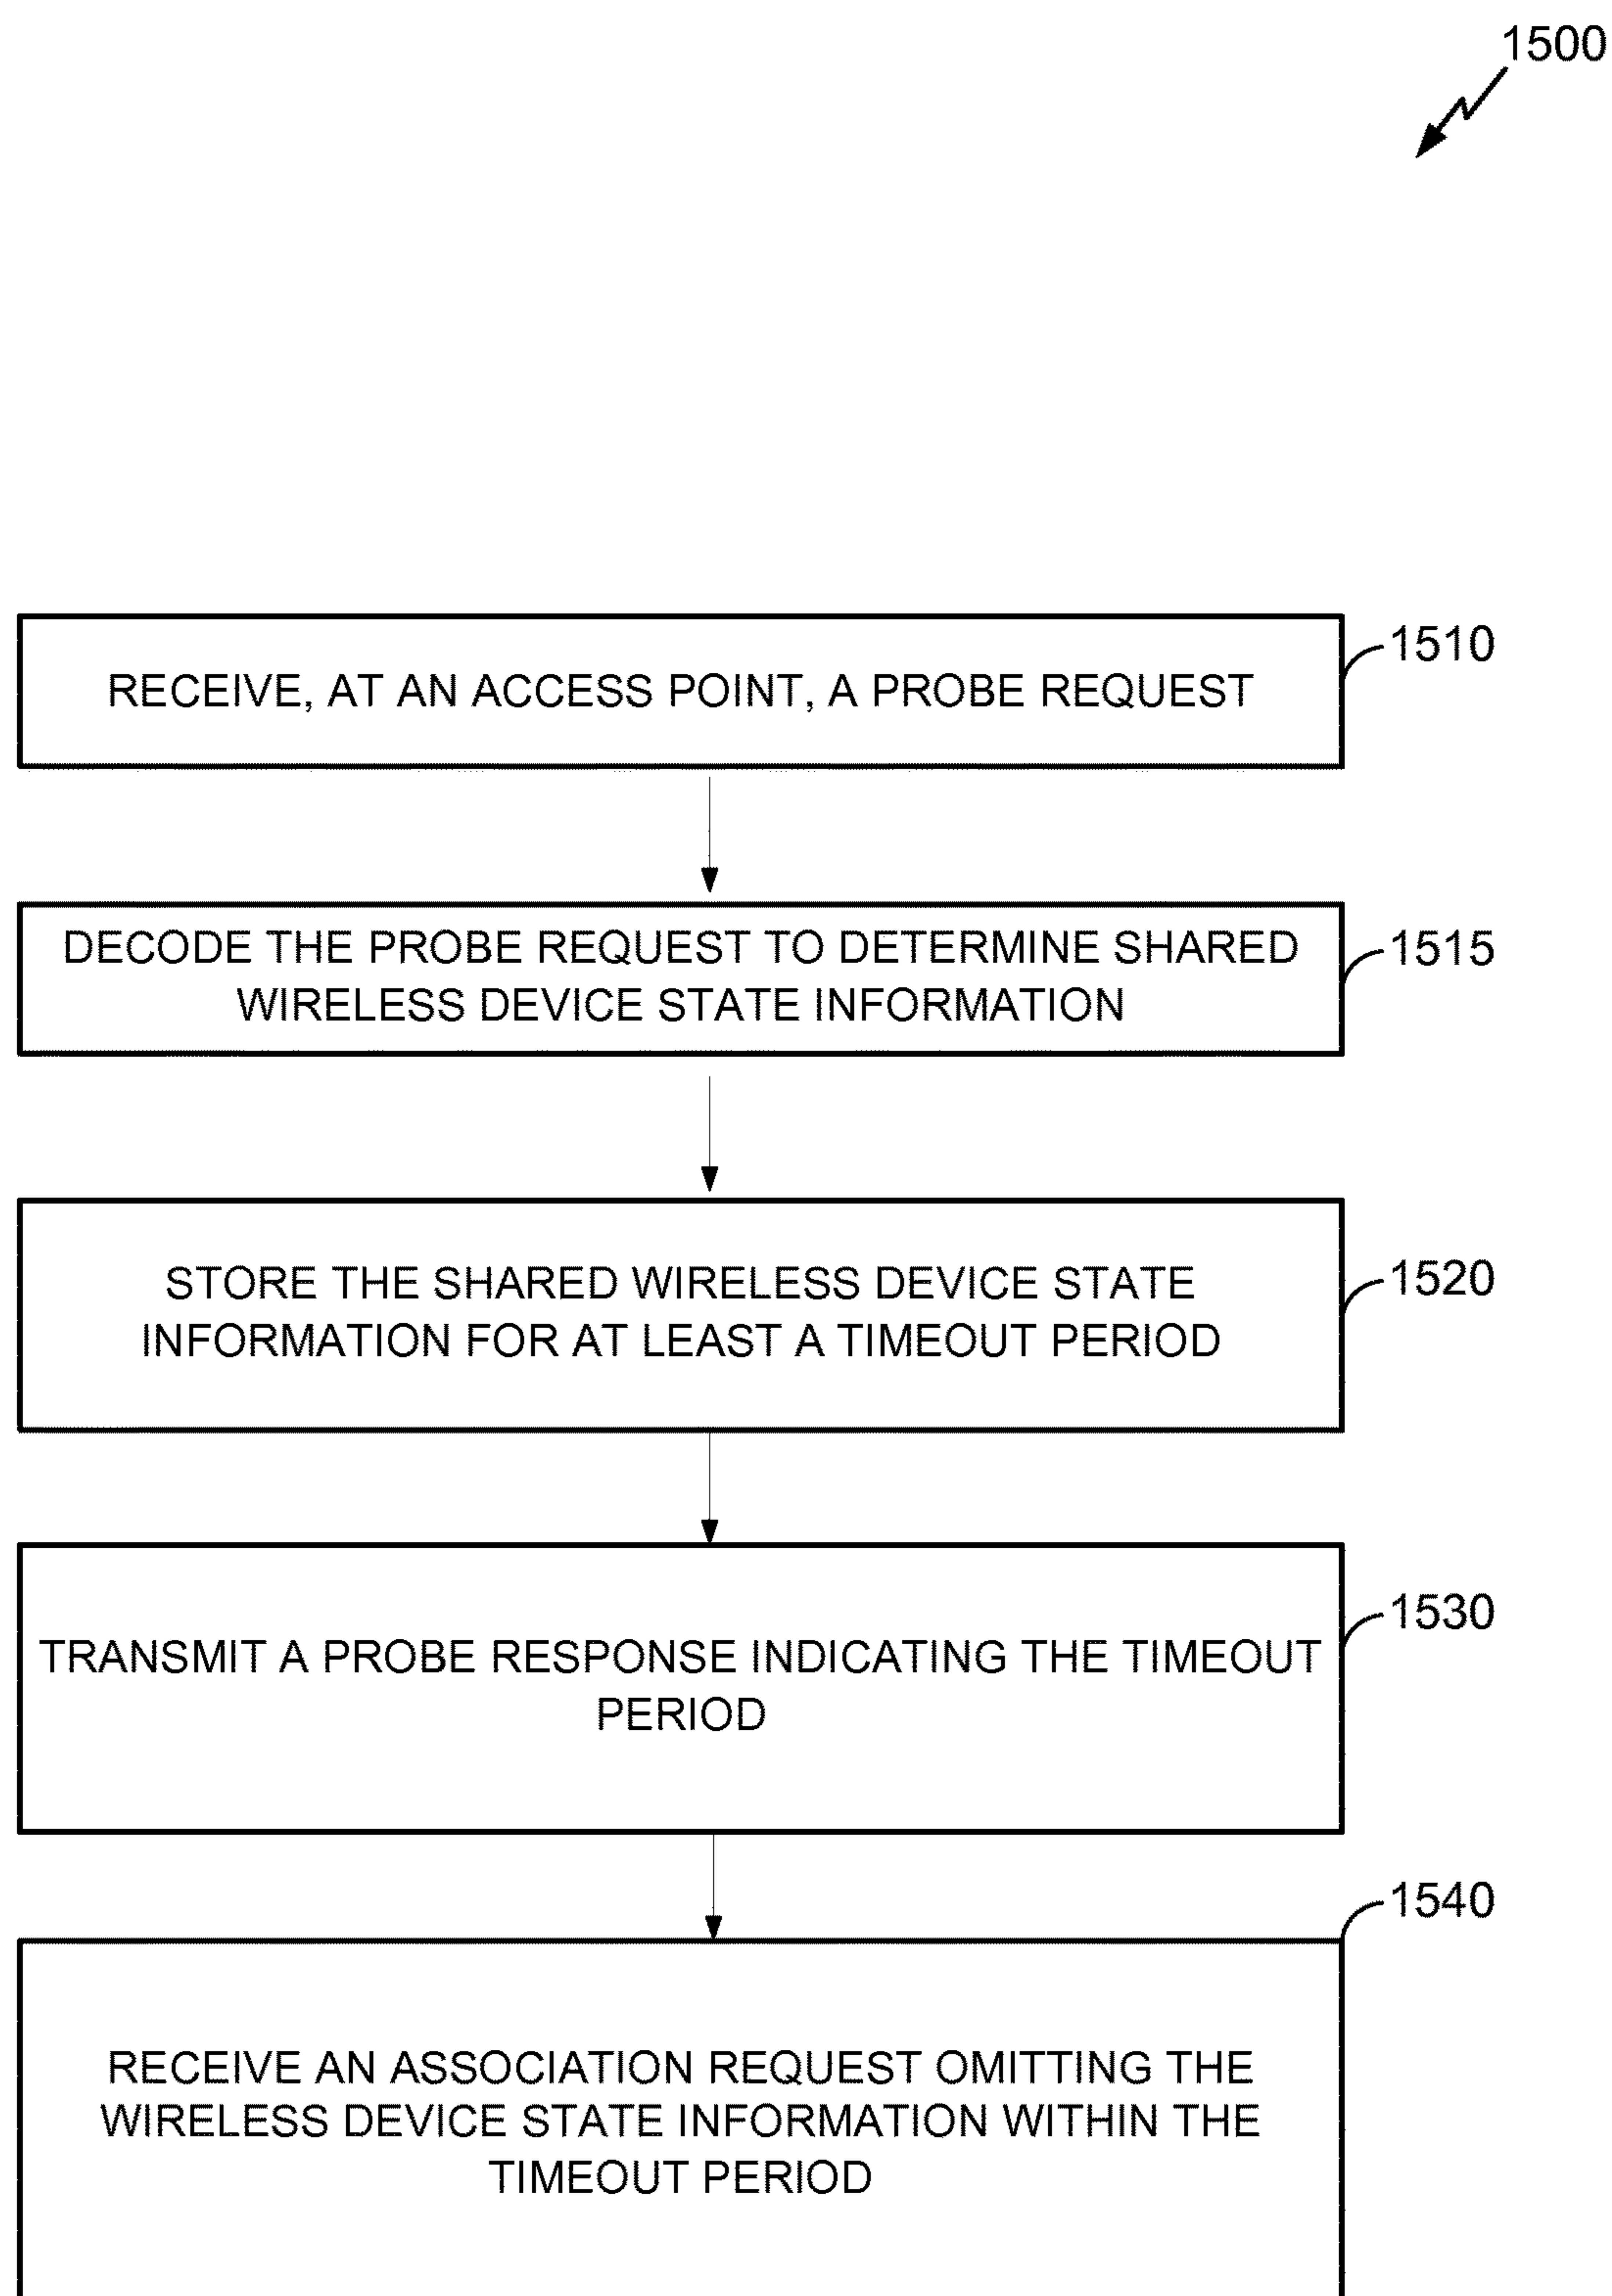 1500
RECEIVE, AT AN ACCESS POINT, A PROBE REQUEST
1510
DECODE THE PROBE REQUEST TO DETERMINE SHARED
WIRELESS DEVICE STATE INFORMATION
1515
STORE THE SHARED WIRELESS DEVICE STATE
INFORMATION FOR AT LEAST A TIMEOUT PERIOD
1520
TRANSMIT A PROBE RESPONSE INDICATING THE TIMEOUT
PERIOD
1530
1540
RECEIVE AN ASSOCIATION REQUEST OMITTING THE
WIRELESS DEVICE STATE INFORMATION WITHIN THE
TIMEOUT PERIOD